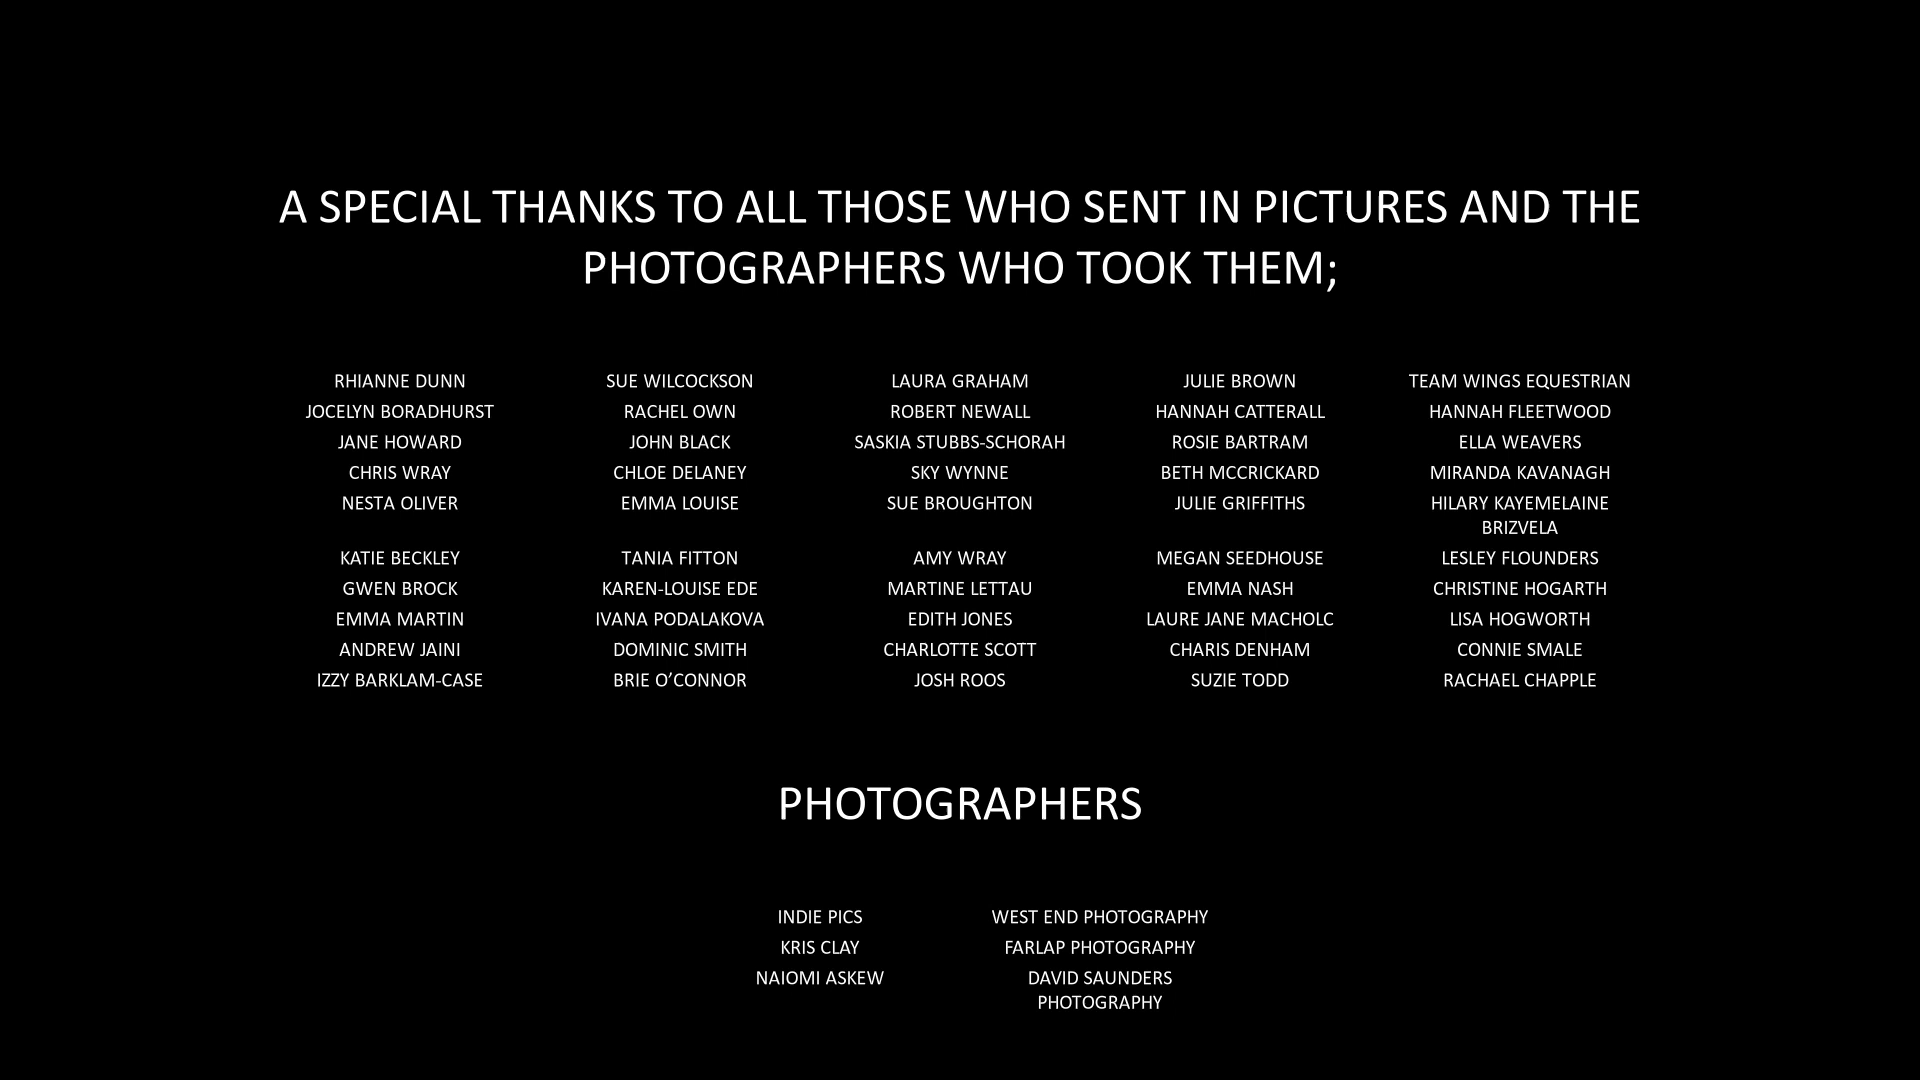 A SPECIAL THANKS TO ALL THOSE WHO SENT IN PICTURES AND THE
PHOTOGRAPHERS WHO TOOK THEM;
RHIANNE DUNN SUE WILCOCKSON LAURA GRAHAM JULIE BROWN TEAM WINGS EQUESTRIAN
JOCELYN BORADHURST RACHEL OWN ROBERT NEWALL HANNAH CATTERALL HANNAH FLEETWOOD
JANE HOWARD JOHN BLACK SASKIA STUBBS-SCHORAH ROSIE BARTRAM ELLA WEAVERS
CHRIS WRAY CHLOE DELANEY SKY WYNNE BETH MCCRICKARD MIRANDA KAVANAGH
NESTA OLIVER EMMA LOUISE SUE BROUGHTON JULIE GRIFFITHS HILARY KAYEMELAINE
BRIZVELA
KATIE BECKLEY TANIA FITTON AMY WRAY MEGAN SEEDHOUSE LESLEY FLOUNDERS
GWEN BROCK KAREN-LOUISE EDE MARTINE LETTAU EMMA NASH CHRISTINE HOGARTH
EMMA MARTIN IVANA PODALAKOVA EDITH JONES LAURE JANE MACHOLC LISA HOGWORTH
ANDREW JAINI DOMINIC SMITH CHARLOTTE SCOTT CHARIS DENHAM CONNIE SMALE
IZZY BARKLAM-CASE BRIE O’CONNOR JOSH ROOS SUZIE TODD RACHAEL CHAPPLE
PHOTOGRAPHERS
INDIE PICS WEST END PHOTOGRAPHY
KRIS CLAY FARLAP PHOTOGRAPHY
NAIOMI ASKEW DAVID SAUNDERS
PHOTOGRAPHY